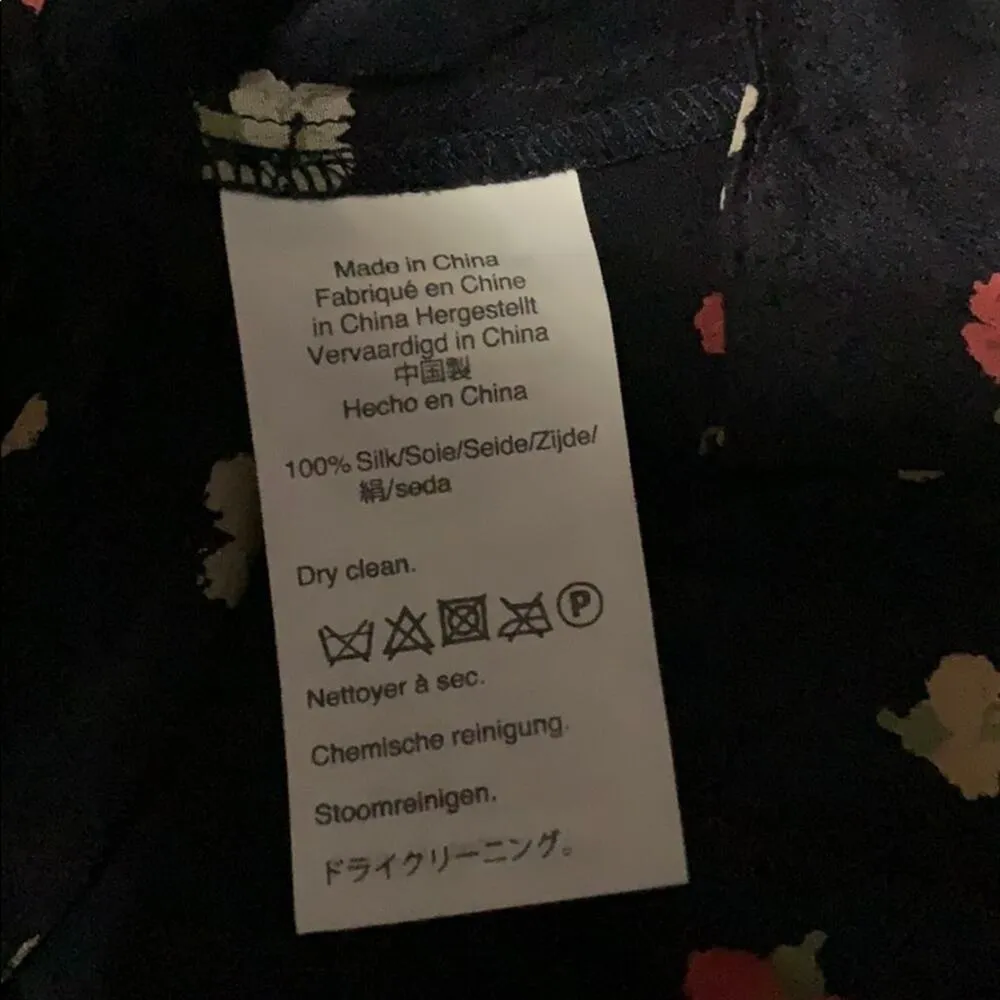 Made in China
Fabriqué en Chine
in China Hergestellt
Vervaardigd in China
中国製
Hecho en China
100% Silk/Soie/Seide/Zijde/
絹/seda
Dry clean.
P
Nettoyer à sec.
Chemische reinigung.
Stoomreinigen.
ドライクリーニング。